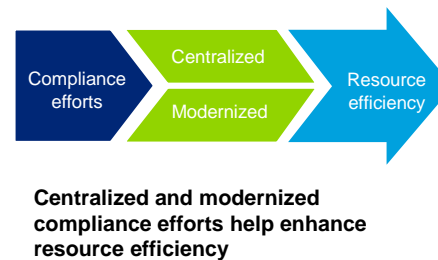 Compliance
efforts
Centralized
Modernized
Resource
efficiency
Centralized and modernized
compliance efforts help enhance
resource efficiency